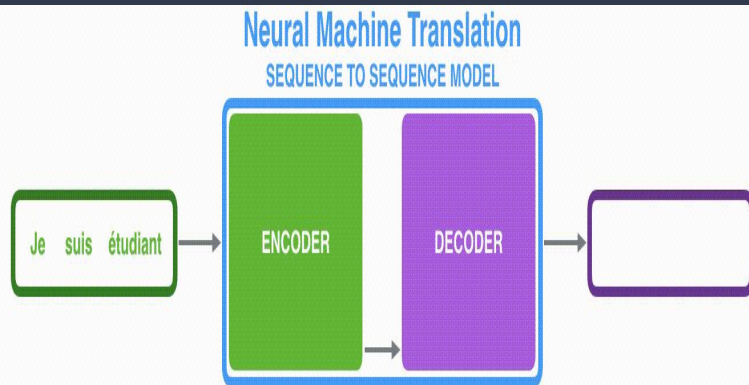 Neural Machine Translation
SEQUENCE TO SEQUENCE MODEL
Je suis étudiant
ENCODER
DECODER